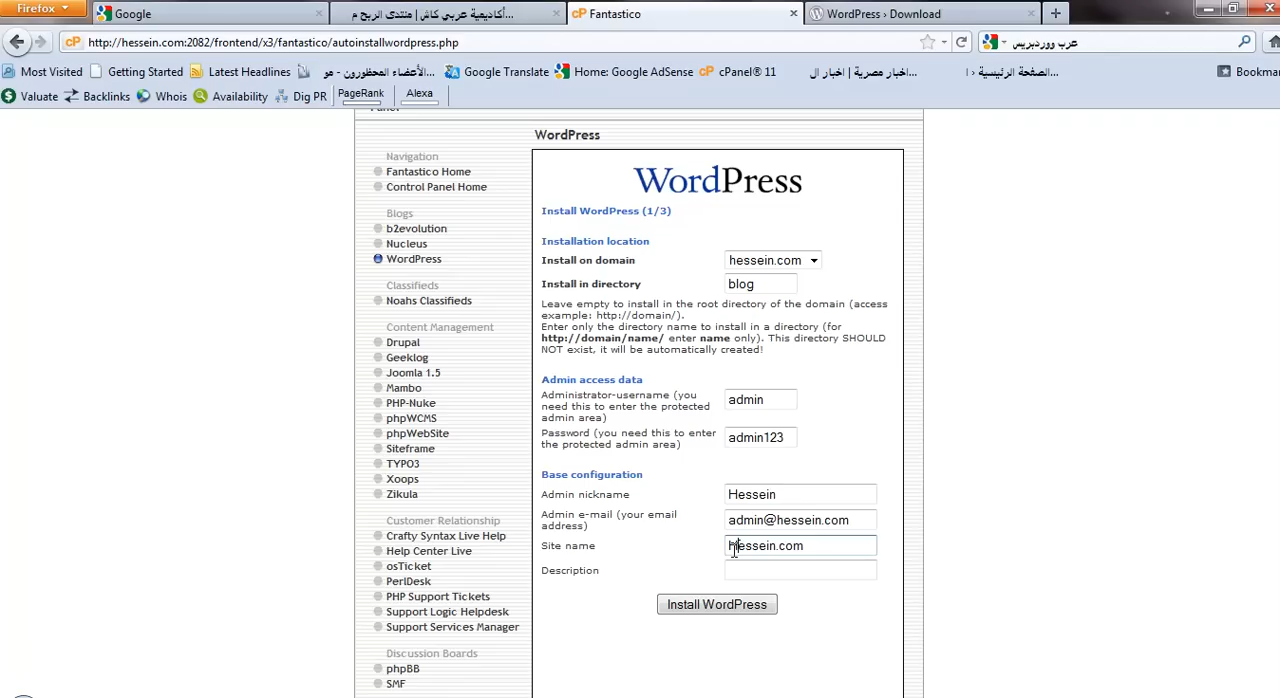 Firefox
Google
أكاديمية عربي كاش | منتدى الربح م...
cP Fantastico
WordPress › Download
cP http://hessein.com:2082/frontend/x3/fantastico/autoinstallwordpress.php
عرب ووردبريس
Most Visited
Getting Started
Latest Headlines
الأعضاء المحظورون - مو...
Google Translate
Home: Google AdSense
cP cPanel® 11
اخبار مصرية | اخبار ال...
الصفحة الرئيسية ‹ ا...
Bookma
Valuate
Backlinks
Whois
Availability
Dig PR
PageRank
Alexa
WordPress
Navigation
Fantastico Home
Control Panel Home
Blogs
b2evolution
Nucleus
WordPress
Classifieds
Noahs Classifieds
Content Management
Drupal
Geeklog
Joomla 1.5
Mambo
PHP-Nuke
phpWCMS
phpWebSite
Siteframe
TYPO3
Xoops
Zikula
Customer Relationship
Crafty Syntax Live Help
Help Center Live
osTicket
PerlDesk
PHP Support Tickets
Support Logic Helpdesk
Support Services Manager
Discussion Boards
phpBB
SMF
WordPress
Install WordPress (1/3)
Installation location
Install on domain hessein.com
Install in directory blog
Leave empty to install in the root directory of the domain (access
example: http://domain/).
Enter only the directory name to install in a directory (for
http://domain/name/ enter name only). This directory SHOULD
NOT exist, it will be automatically created!
Admin access data
Administrator-username (you
need this to enter the protected
admin area)
admin
Password (you need this to enter
the protected admin area)
admin123
Base configuration
Admin nickname Hessein
Admin e-mail (your email
address)
admin@hessein.com
Site name Hessein.com
Description
Install WordPress